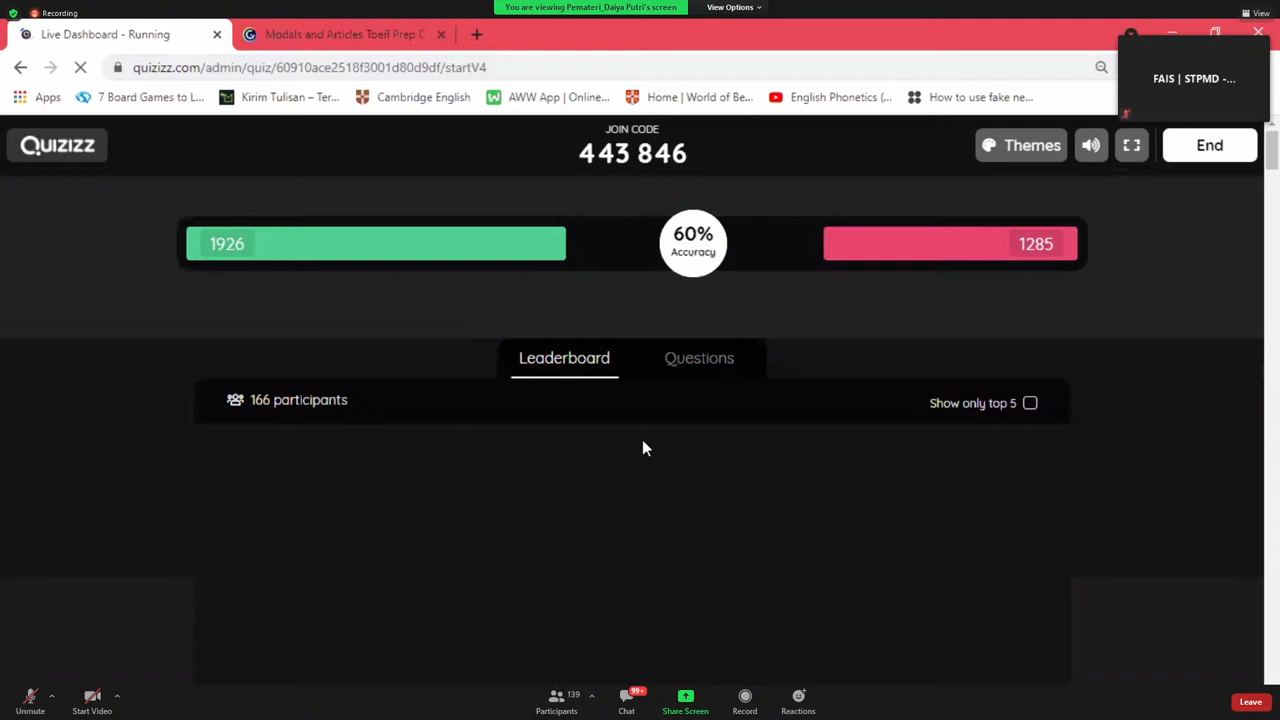 Recording
You are viewing Pemateri_Daiya Putri's screen
View Options
View
Live Dashboard - Running
Modals and Articles Toefl Prep D
quizizz.com/admin/quiz/60910ace2518f3001d80d9df/startV4
FAIS | STPMD -...
Apps
7 Board Games to L...
Kirim Tulisan – Ter...
Cambridge English
AWW App | Online...
Home | World of Be...
English Phonetics (...
How to use fake ne...
Quizizz
JOIN CODE
443 846
Themes
End
1926
60%
Accuracy
1285
Leaderboard
Questions
166 participants
Show only top 5
Unmute
Start Video
139
Participants
99+
Chat
Share Screen
Record
Reactions
Leave